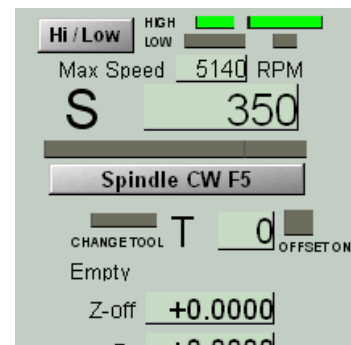 Hi / Low HIGH
LOW
Max Speed 5140 RPM
S 350
Spindle CW F5
CHANGE TOOL T 0 OFFSET ON
Empty
Z-off +0.0000